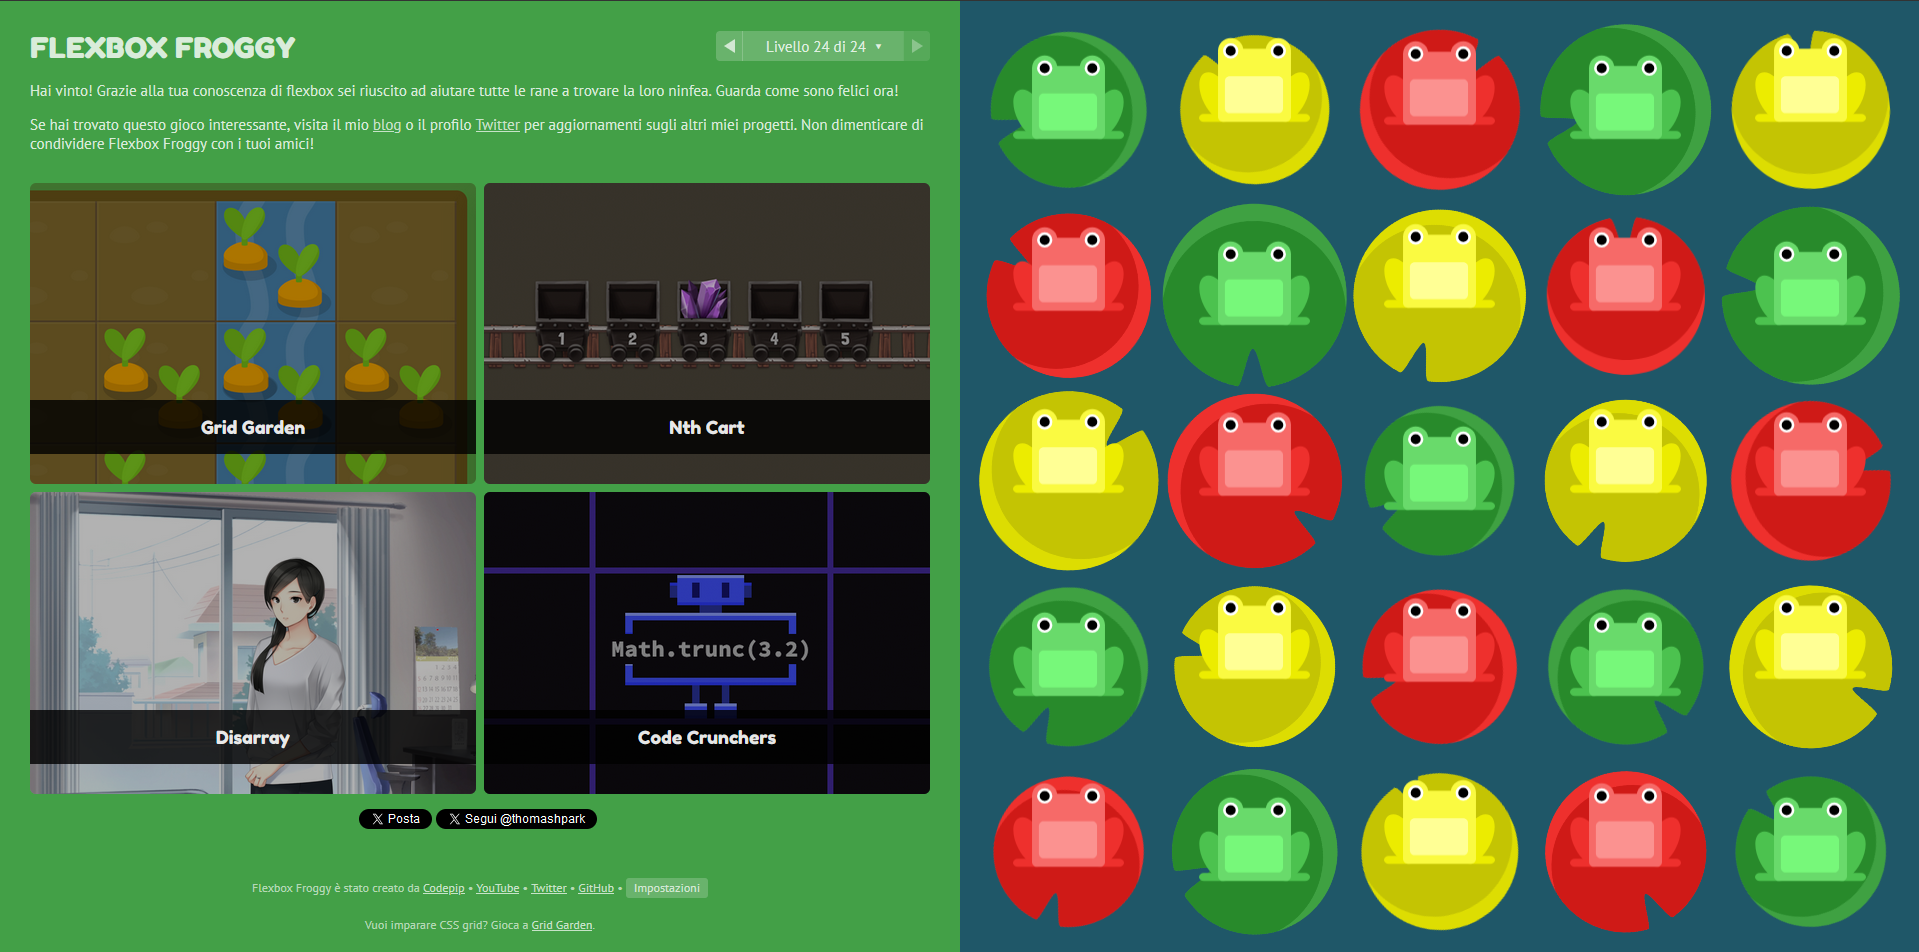 FLEXBOX FROGGY
Livello 24 di 24 ▼
Hai vinto! Grazie alla tua conoscenza di flexbox sei riuscito ad aiutare tutte le rane a trovare la loro ninfea. Guarda come sono felici ora!
Se hai trovato questo gioco interessante, visita il mio blog o il profilo Twitter per aggiornamenti sugli altri miei progetti. Non dimenticare di
condividere Flexbox Froggy con i tuoi amici!
Grid Garden
1 2 3 4 5
Nth Cart
Disarray
Math.trunc(3.2)
Code Crunchers
X Posta
X Segui @thomashpark
Flexbox Froggy è stato creato da Codepip • YouTube • Twitter • GitHub • Impostazioni
Vuoi imparare CSS grid? Gioca a Grid Garden.